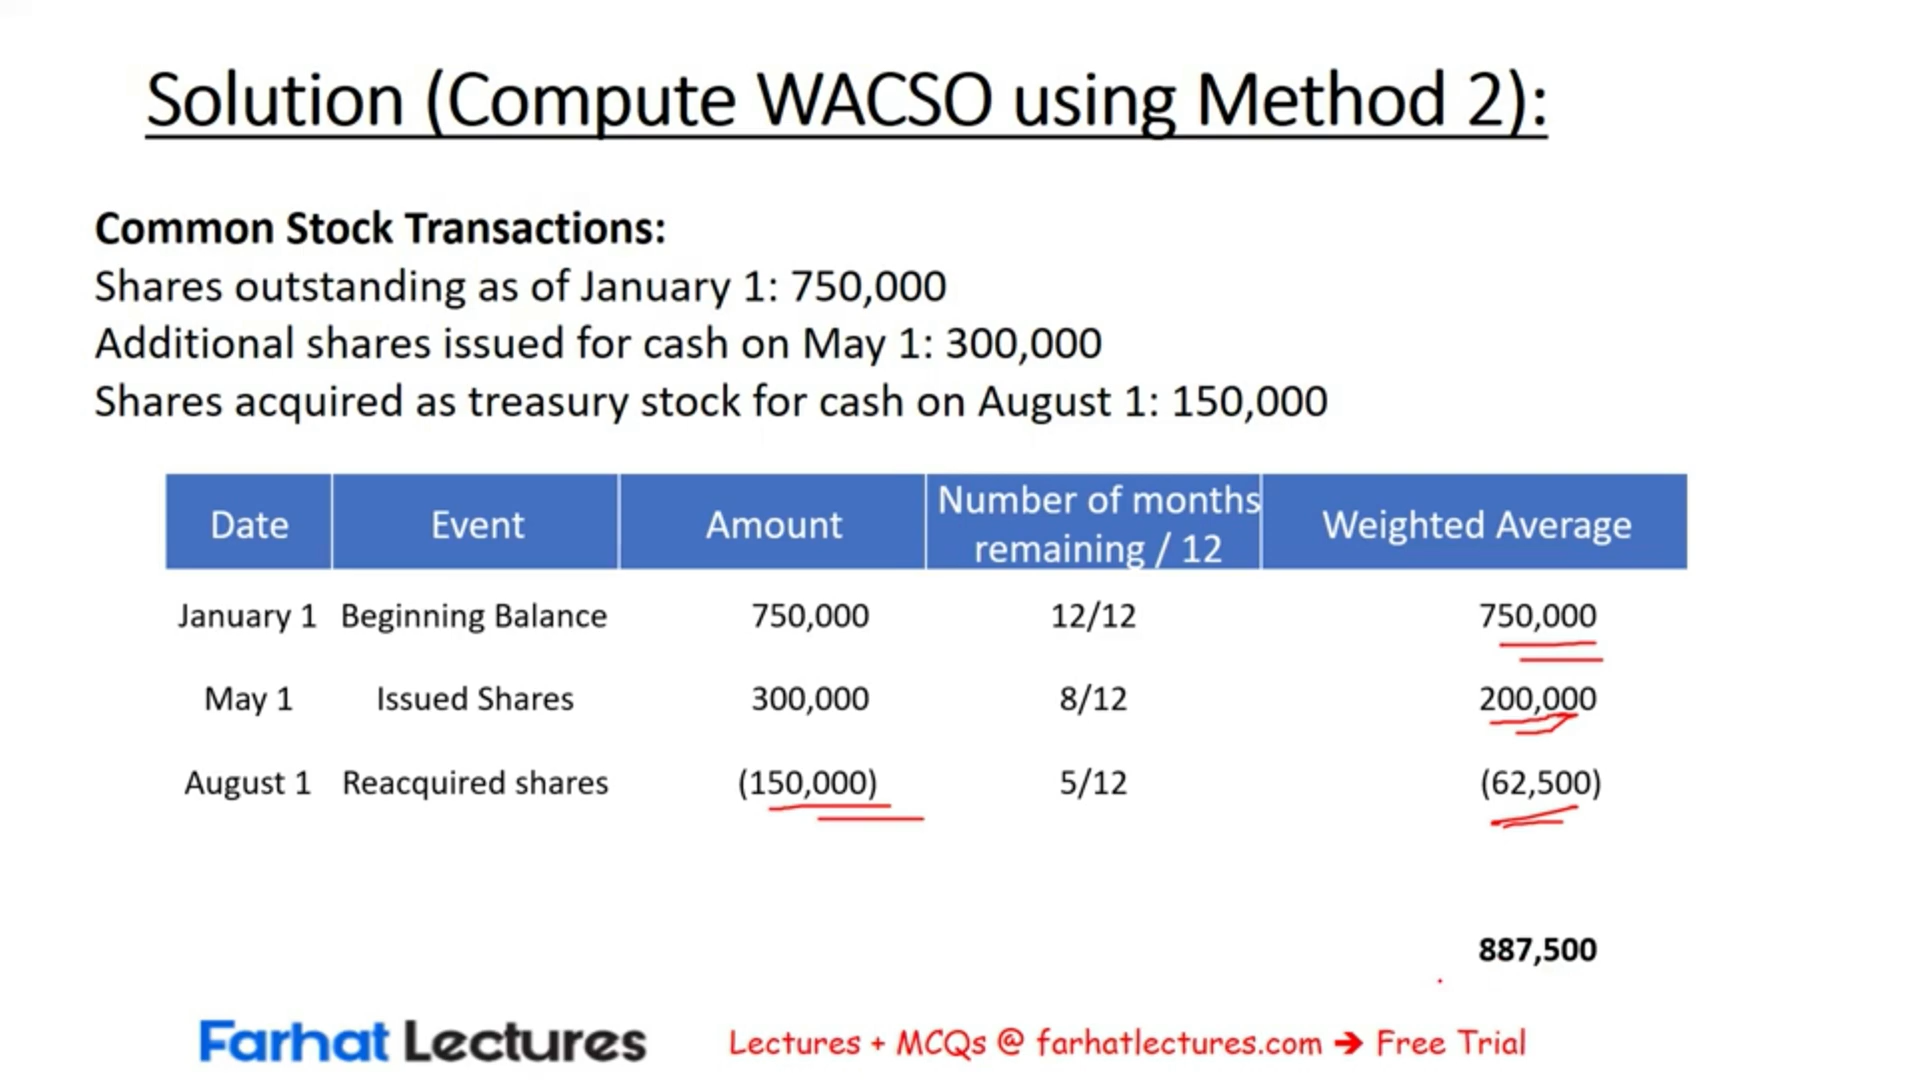 Solution (Compute WACSO using Method 2):
Common Stock Transactions:
Shares outstanding as of January 1: 750,000
Additional shares issued for cash on May 1: 300,000
Shares acquired as treasury stock for cash on August 1: 150,000
Date Event Amount Number of months remaining / 12 Weighted Average
January 1 Beginning Balance 750,000 12/12 750,000
May 1 Issued Shares 300,000 8/12 200,000
August 1 Reacquired shares (150,000) 5/12 (62,500)
887,500
Farhat Lectures Lectures + MCQs @ farhatlectures.com ➔ Free Trial